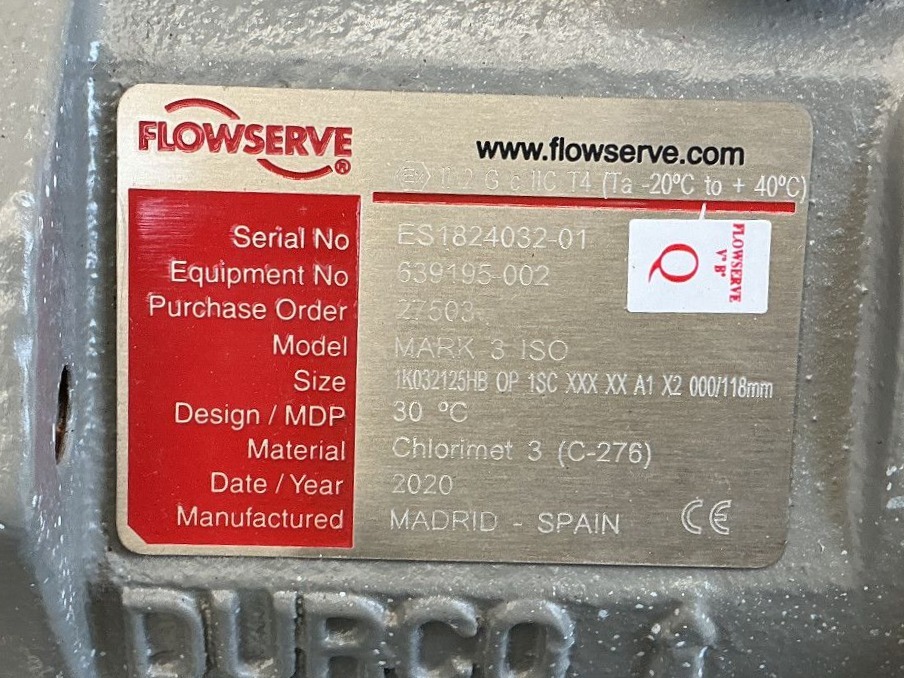 FLOWSERVE
®
www.flowserve.com
II 2 G c IIC T4 (Ta -20ºC to + 40ºC)
Serial No ES1824032-01
Equipment No 639195-002
Purchase Order
Model MARK 3 ISO
Size 1K032125HB OP 1SC XXX XX A1 X2 000/118mm
Design / MDP 30 ºC
Material Chlorimet 3 (C-276)
Date / Year 2020
Manufactured MADRID - SPAIN CE
FLOWSERVE
Q
DURCO